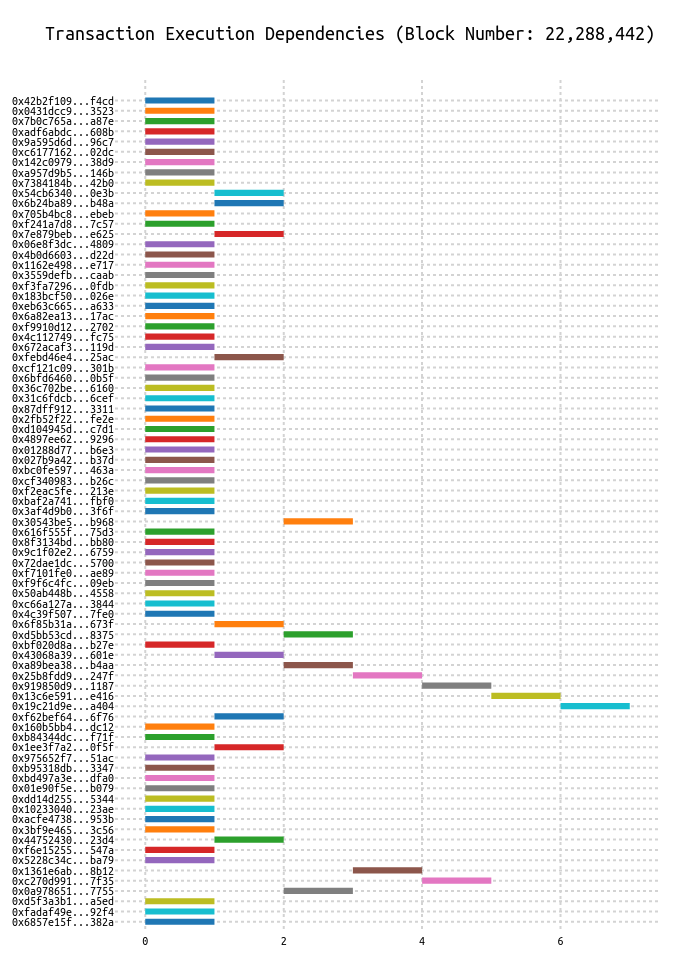 Transaction Execution Dependencies (Block Number: 22,288,442)
0x42b2f109...f4cd
0x0431dcc9...3523
0x7b0c765a...a87e
0xadf6abdc...608b
0x9a595d6d...96c7
0xc6177162...02dc
0x142c0979...38d9
0xa957d9b5...146b
0x7384184b...42b0
0x54cb6340...0e3b
0x6b24ba89...b48a
0x705b4bc8...ebeb
0xf241a7d8...7c57
0x7e879beb...e625
0x06e8f3dc...4809
0x4b0d6603...d22d
0x1162e498...e717
0x3559defb...caab
0xf3fa7296...0fdb
0x183bcf50...026e
0xeb63c665...a633
0x6a82ea13...17ac
0xf9910d12...2702
0x4c112749...fc75
0x672acaf3...119d
0xfebd46e4...25ac
0xcf121c09...301b
0x6bfd6460...0b5f
0x36c702be...6160
0x31c6fdcb...6cef
0x87dff912...3311
0x2fb52f22...fe2e
0xd104945d...c7d1
0x4897ee62...9296
0x01288d77...b6e3
0x027b9a42...b37d
0xbc0fe597...463a
0xcf340983...b26c
0xf2eac5fe...213e
0xbaf2a741...fbf0
0x3af4d9b0...3f6f
0x30543be5...b968
0x616f555f...75d3
0x8f3134bd...bb80
0x9c1f02e2...6759
0x72dae1dc...5700
0xf7101fe0...ae89
0xf9f6c4fc...09eb
0x50ab448b...4558
0xc66a127a...3844
0x4c39f507...7fe0
0x6f85b31a...673f
0xd5bb53cd...8375
0xbf020d8a...b27e
0x43068a39...601e
0xa89bea38...b4aa
0x25b8fdd9...247f
0x919850d9...1187
0x13c6e591...e416
0x19c21d9e...a404
0xf62bef64...6f76
0x160b5bb4...dc12
0xb84344dc...f71f
0x1ee3f7a2...0f5f
0x975652f7...51ac
0xb95318db...3347
0xbd497a3e...dfa0
0x01e90f5e...b079
0xdd14d255...5344
0x10233040...23ae
0xacfe4738...953b
0x3bf9e465...3c56
0x44752430...23d4
0xf6e15255...547a
0x5228c34c...ba79
0x1361e6ab...8b12
0xc270d991...7f35
0x0a978651...7755
0xd5f3a3b1...a5ed
0xfadaf49e...92f4
0x6857e15f...382a
0 2 4 6